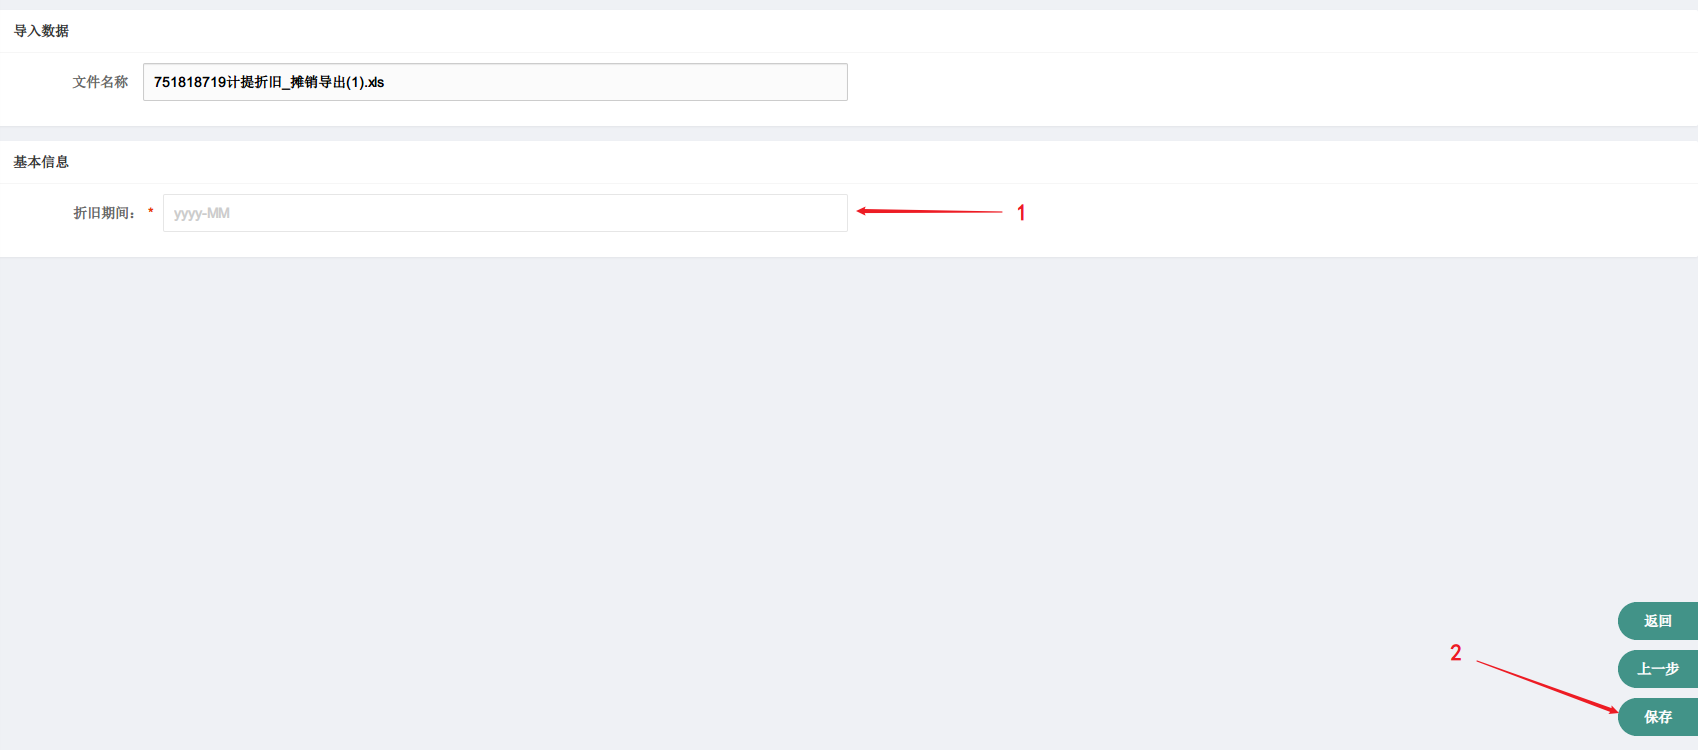 导入数据
文件名称 751818719计提折旧_摊销导出(1).xls
基本信息
折旧期间： * yyyy-MM 1
返回
2 上一步
保存